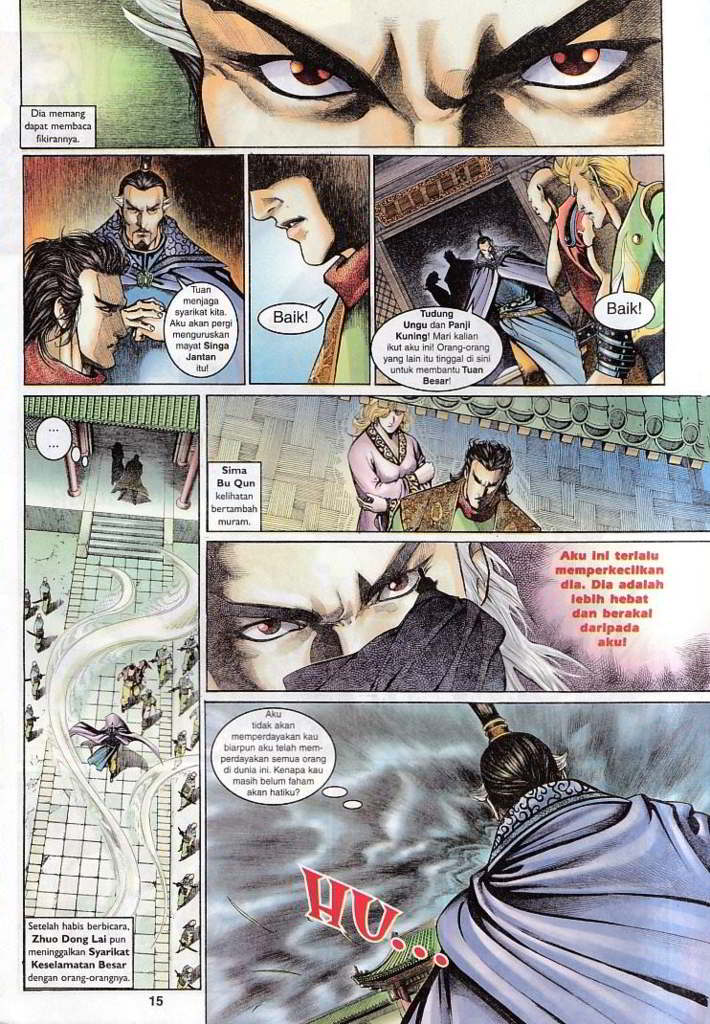 Dia memang
dapat membaca
fikirannya.
Tuan
menjaga
syarikat kita.
Aku akan pergi
menguruskan
mayat Singa
Jantan
itu!
Baik!
Tudung
Ungu dan Panji
Kuning! Mari kalian
ikut aku ini! Orang-orang
yang lain itu tinggal di sini
untuk membantu Tuan
Besar!
Baik!
...
...
Sima
Bu Qun
kelihatan
bertambah
muram.
Aku ini terlalu
memperkecilkan
dia. Dia adalah
lebih hebat
dan berakal
daripada
aku!
Aku
tidak akan
memperdayakan kau
biarpun aku telah mem-
perdayakan semua orang
di dunia ini. Kenapa kau
masih belum faham
akan hatiku?
HU...
Setelah habis berbicara,
Zhuo Dong Lai pun
meninggalkan Syarikat
Keselamatan Besar
dengan orang-orangnya.
15